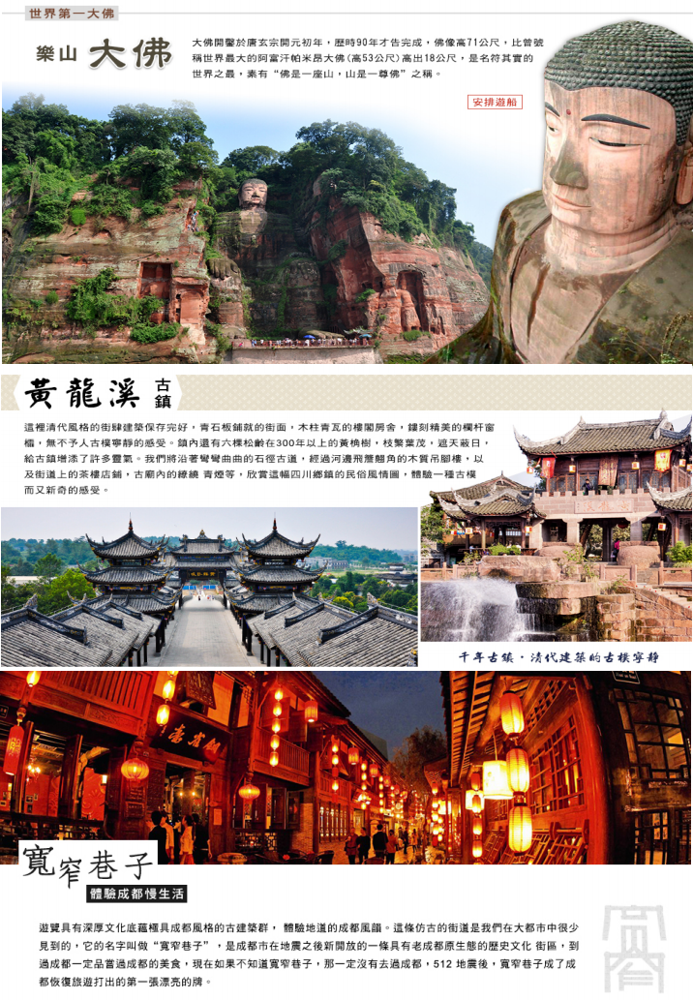 世界第一大佛
樂山 大佛
大佛開鑿於唐玄宗開元初年，歷時90年才告完成，佛像高71公尺，比曾號
稱世界最大的阿富汗帕米昂大佛(高53公尺)高出18公尺，是名符其實的
世界之最，素有“佛是一座山，山是一尊佛”之稱。
安排遊船
黃龍溪 古鎮
這裡清代風格的街肆建築保存完好，青石板鋪就的街面，木柱青瓦的樓閣房舍，鏤刻精美的欄杆窗
櫺，無不予人古樸寧靜的感受。鎮內還有六棵松齡在300年以上的黃桷樹，枝繁葉茂，遮天蔽日，
給古鎮增添了許多靈氣。我們將沿著彎彎曲曲的石徑古道，經過河邊飛簷翹角的木質吊腳樓，以
及街道上的茶樓店鋪，古廟內的繚繞 青煙等，欣賞這幅四川鄉鎮的民俗風情圖，體驗一種古樸
而又新奇的感受。
千年古鎮·清代建築的古樸寧靜
寬窄巷子
體驗成都慢生活
遊覽具有深厚文化底蘊極具成都風格的古建築群， 體驗地道的成都風韻。這條仿古的街道是我們在大都市中很少
見到的，它的名字叫做“寬窄巷子”，是成都市在地震之後新開放的一條具有老成都原生態的歷史文化 街區，到
過成都一定品嘗過成都的美食，現在如果不知道寬窄巷子，那一定沒有去過成都，512 地震後，寬窄巷子成了成
都恢復旅遊打出的第一張漂亮的牌。